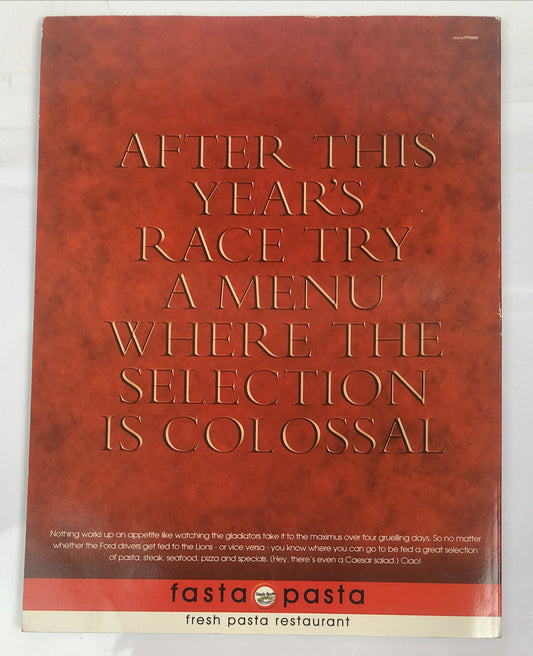 AFTER THIS
YEAR'S
RACE TRY
A MENU
WHERE THE
SELECTION
IS COLOSSAL
Nothing works up an appetite like watching the gladiators take it to the maximus over four gruelling days. So no matter
whether the Ford drivers get fed to the Lions - or vice versa - you know where you can go to be fed a great selection
of pasta, steak, seafood, pizza and specials. (Hey, there's even a Caesar salad.) Ciao!
fasta pasta
fresh pasta restaurant